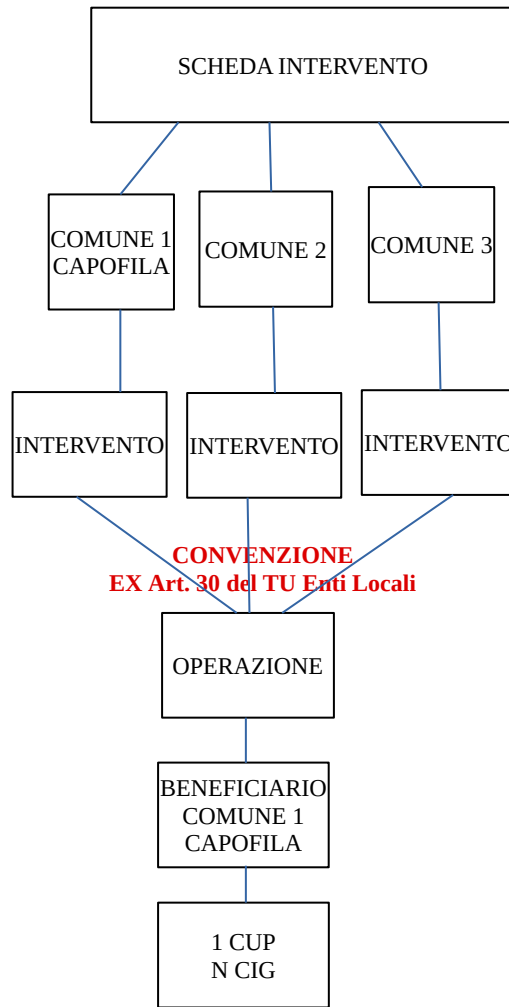 SCHEDA INTERVENTO
COMUNE 1
CAPOFILA
COMUNE 2
COMUNE 3
INTERVENTO
INTERVENTO
INTERVENTO
CONVENZIONE
EX Art. 30 del TU Enti Locali
OPERAZIONE
BENEFICIARIO
COMUNE 1
CAPOFILA
1 CUP
N CIG